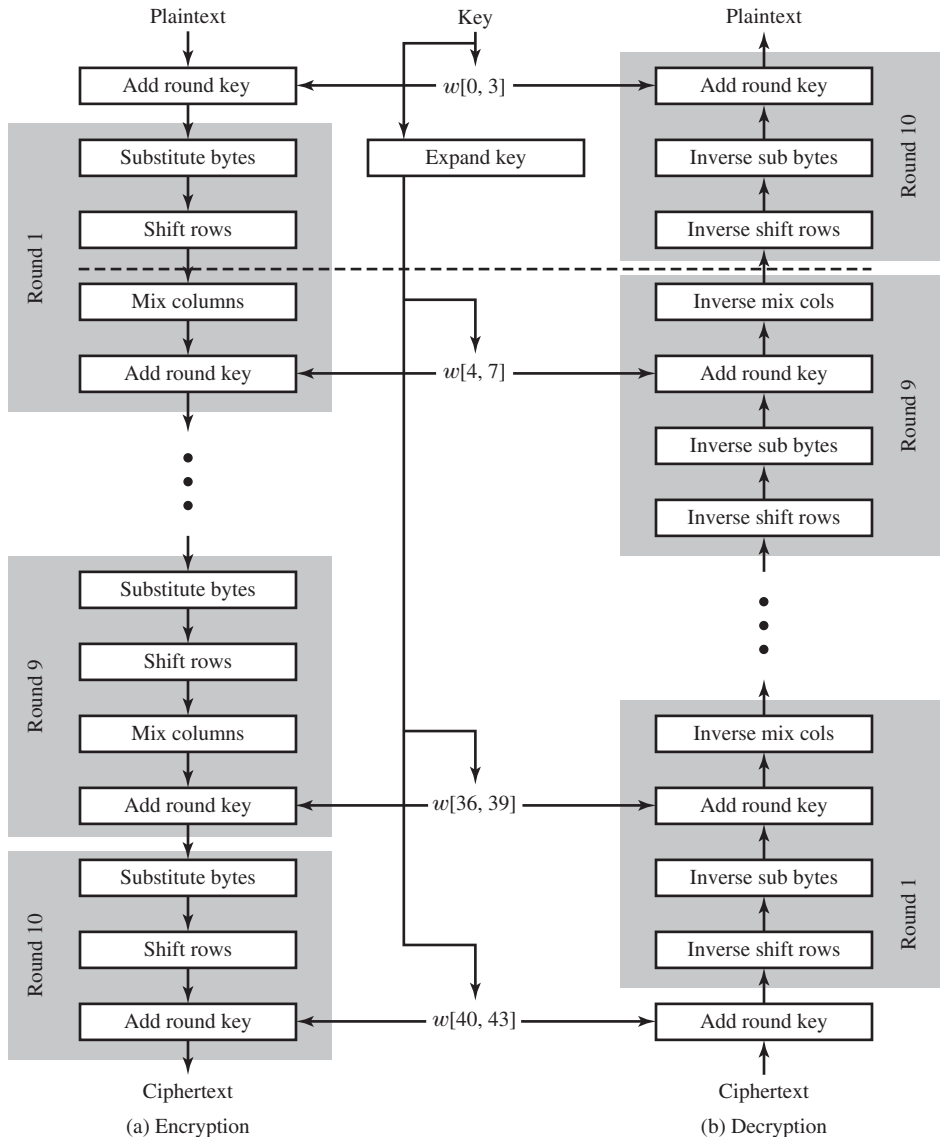 Plaintext
Key
Plaintext
Add round key
w[0, 3]
Add round key
Substitute bytes
Expand key
Inverse sub bytes
Round 10
Shift rows
Inverse shift rows
Round 1
Mix columns
Inverse mix cols
Add round key
w[4, 7]
Add round key
Round 9
Inverse sub bytes
Inverse shift rows
Substitute bytes
Shift rows
Round 9
Mix columns
Inverse mix cols
Add round key
w[36, 39]
Add round key
Substitute bytes
Inverse sub bytes
Round 1
Round 10
Shift rows
Inverse shift rows
Add round key
w[40, 43]
Add round key
Ciphertext
Ciphertext
(a) Encryption
(b) Decryption